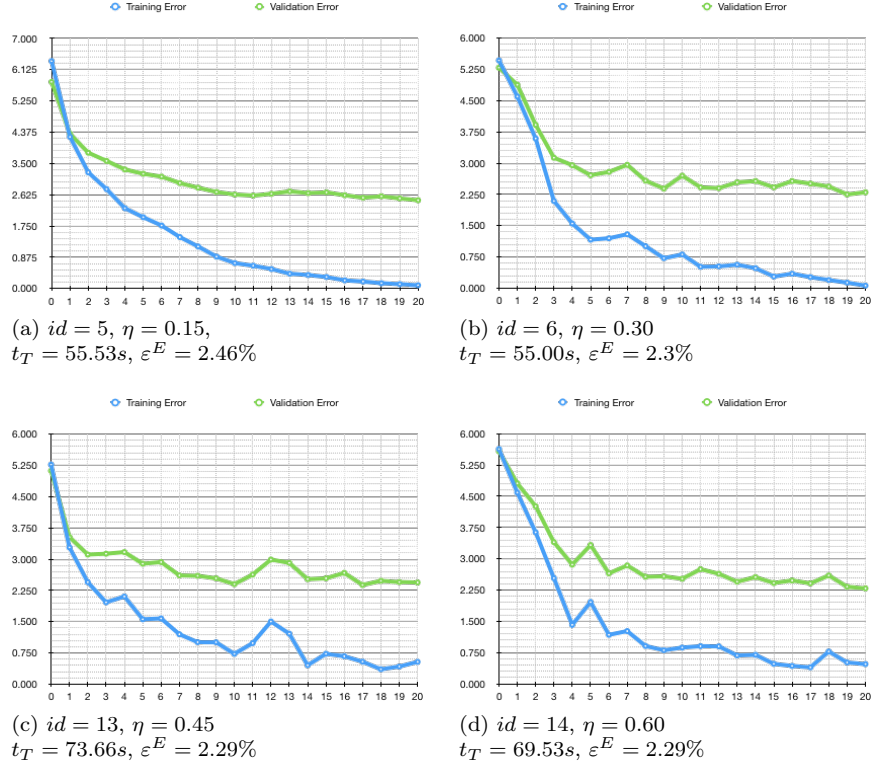 Training Error Validation Error
7.000
6.125
5.250
4.375
3.500
2.625
1.750
0.875
0.000
0 1 2 3 4 5 6 7 8 9 10 11 12 13 14 15 16 17 18 19 20
(a) id = 5, η = 0.15,
t_T = 55.53s, ε^E = 2.46%
Training Error Validation Error
6.000
5.250
4.500
3.750
3.000
2.250
1.500
0.750
0.000
0 1 2 3 4 5 6 7 8 9 10 11 12 13 14 15 16 17 18 19 20
(b) id = 6, η = 0.30
t_T = 55.00s, ε^E = 2.3%
Training Error Validation Error
6.000
5.250
4.500
3.750
3.000
2.250
1.500
0.750
0.000
0 1 2 3 4 5 6 7 8 9 10 11 12 13 14 15 16 17 18 19 20
(c) id = 13, η = 0.45
t_T = 73.66s, ε^E = 2.29%
Training Error Validation Error
6.000
5.250
4.500
3.750
3.000
2.250
1.500
0.750
0.000
0 1 2 3 4 5 6 7 8 9 10 11 12 13 14 15 16 17 18 19 20
(d) id = 14, η = 0.60
t_T = 69.53s, ε^E = 2.29%